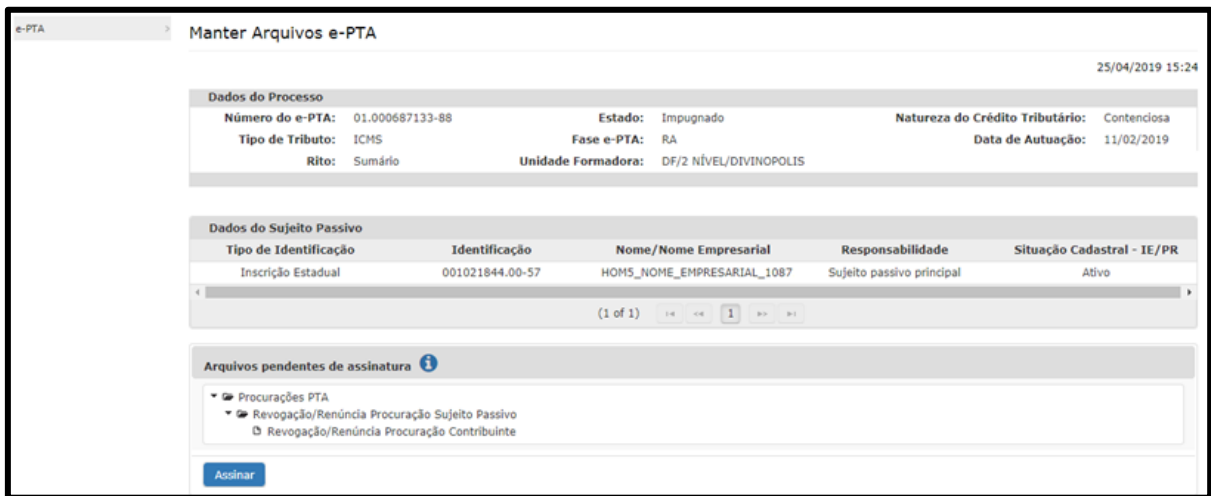 e-PTA
Manter Arquivos e-PTA
25/04/2019 15:24
Dados do Processo
Número do e-PTA: 01.000687133-88 Estado: Impugnado Natureza do Crédito Tributário: Contenciosa
Tipo de Tributo: ICMS Fase e-PTA: RA Data de Autuação: 11/02/2019
Rito: Sumário Unidade Formadora: DF/2 NÍVEL/DIVINOPOLIS
Dados do Sujeito Passivo
Tipo de Identificação Identificação Nome/Nome Empresarial Responsabilidade Situação Cadastral - IE/PR
Inscrição Estadual 001021844.00-57 HOM5_NOME_EMPRESARIAL_1087 Sujeito passivo principal Ativo
(1 of 1) 1
Arquivos pendentes de assinatura
Procurações PTA
Revogação/Renúncia Procuração Sujeito Passivo
Revogação/Renúncia Procuração Contribuinte
Assinar